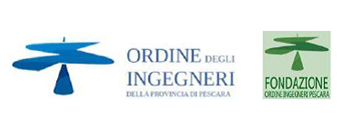 ORDINE DEGLI
INGEGNERI
DELLA PROVINCIA DI PESCARA
FONDAZIONE
ORDINE INGEGNERI PESCARA